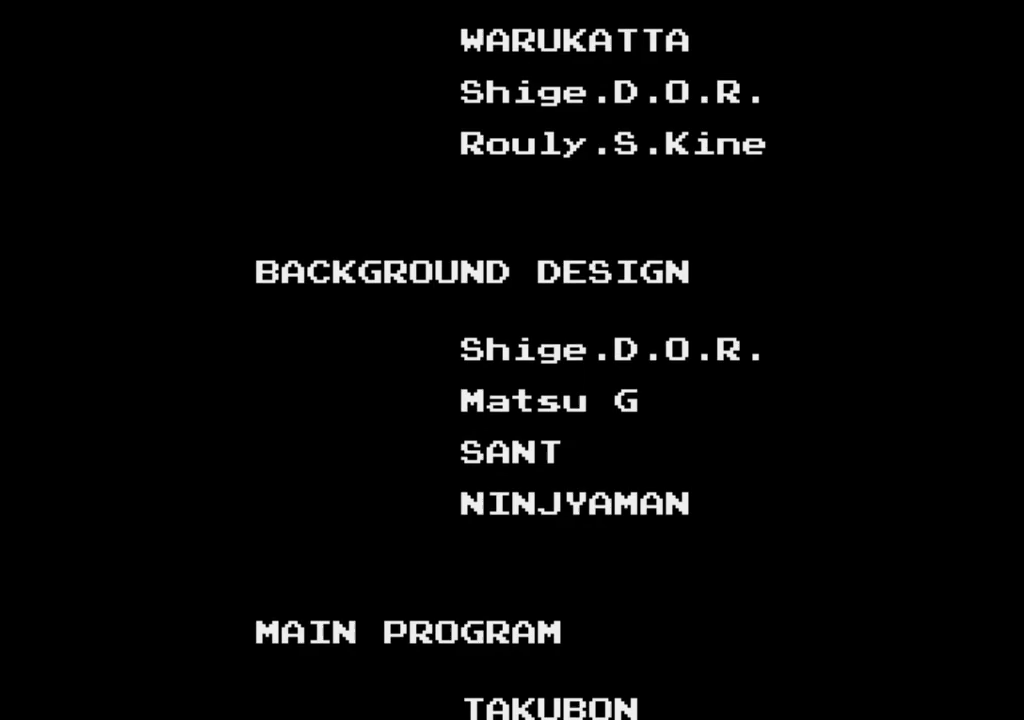 WARUKATTA
Shige.D.O.R.
Rouly.S.Kine
BACKGROUND DESIGN
Shige.D.O.R.
Matsu G
SANT
NINJYAMAN
MAIN PROGRAM
TAKUBON